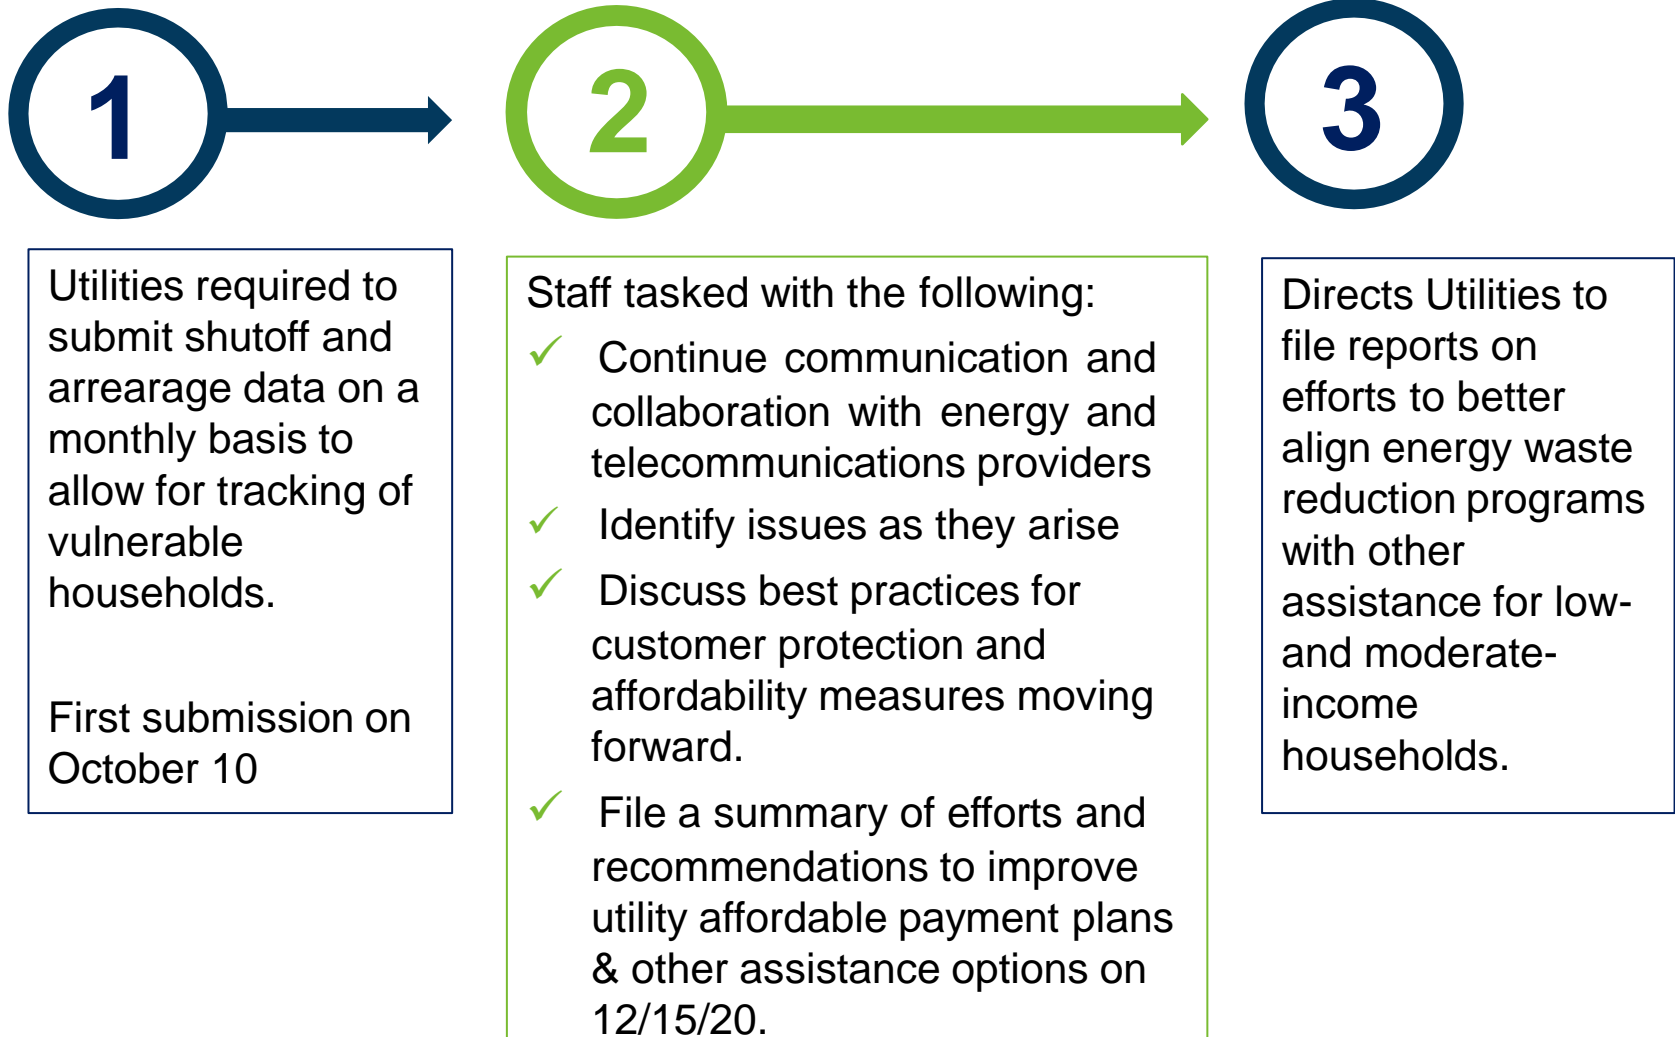 1
2
3
Utilities required to
submit shutoff and
arrearage data on a
monthly basis to
allow for tracking of
vulnerable
households.
First submission on
October 10
Staff tasked with the following:
✓ Continue communication and
collaboration with energy and
telecommunications providers
✓ Identify issues as they arise
✓ Discuss best practices for
customer protection and
affordability measures moving
forward.
✓ File a summary of efforts and
recommendations to improve
utility affordable payment plans
& other assistance options on
12/15/20.
Directs Utilities to
file reports on
efforts to better
align energy waste
reduction programs
with other
assistance for low-
and moderate-
income
households.